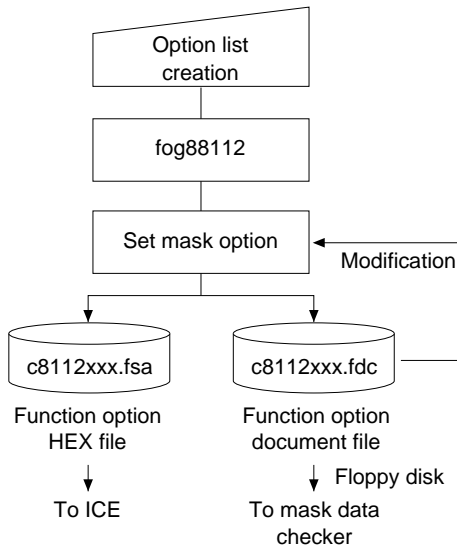 Option list
creation
fog88112
Set mask option
Modification
c8112xxx.fsa
c8112xxx.fdc
Function option
HEX file
Function option
document file
Floppy disk
To ICE
To mask data
checker